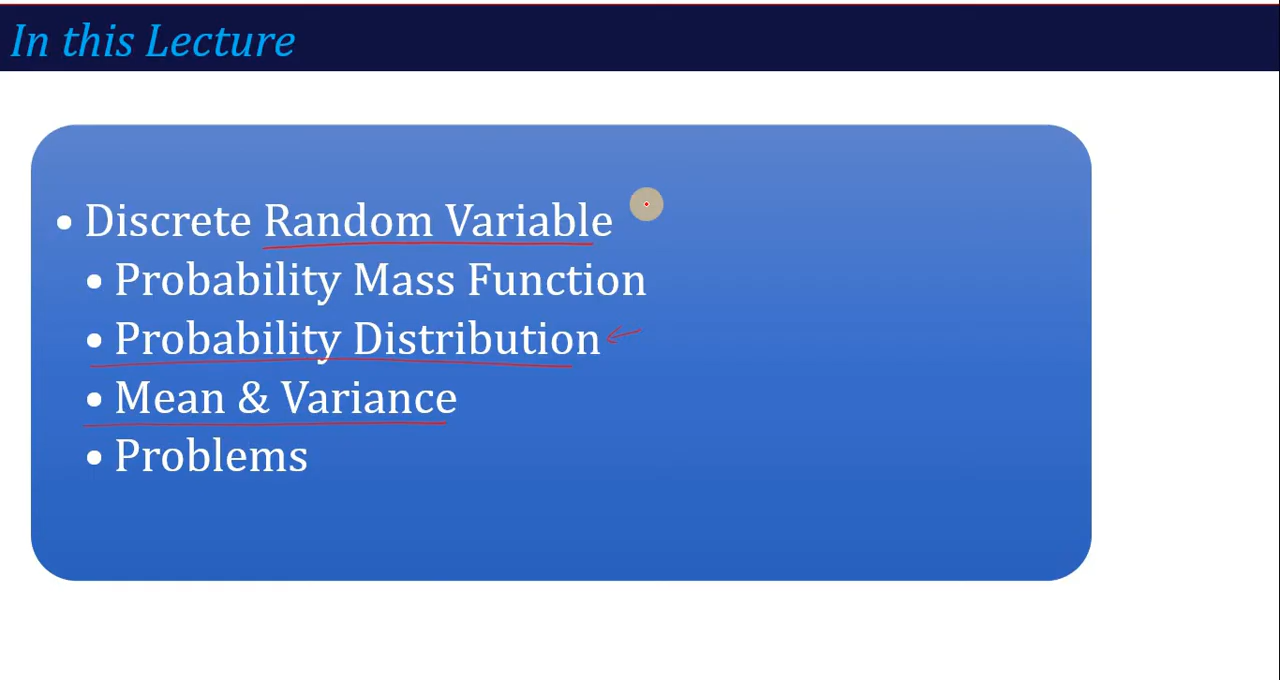 In this Lecture
• Discrete Random Variable
• Probability Mass Function
• Probability Distribution
• Mean & Variance
• Problems